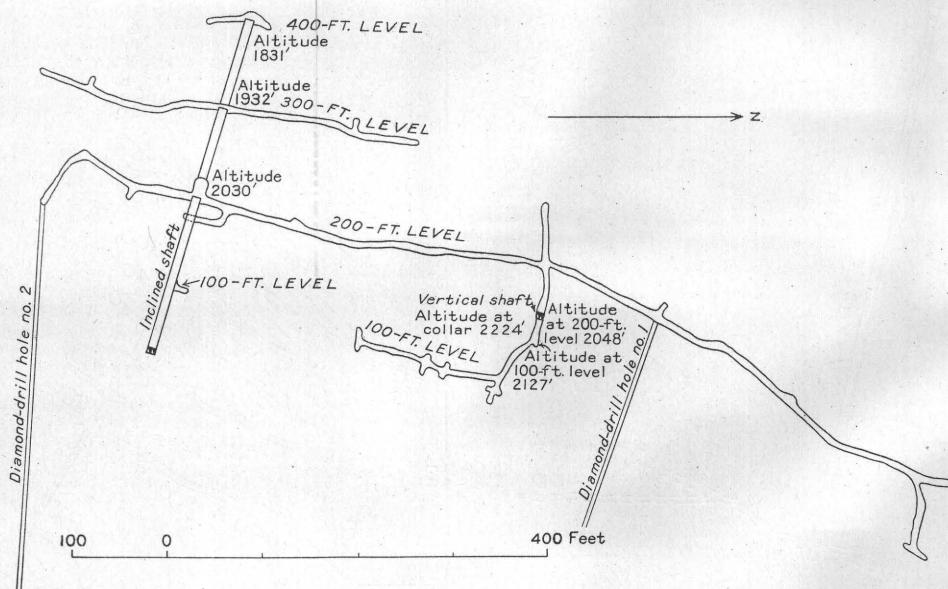 400-FT. LEVEL
Altitude
1831'
Altitude
1932'
300-FT. LEVEL
Z
Altitude
2030'
200-FT. LEVEL
Inclined shaft
100-FT. LEVEL
Diamond-drill hole no. 2
Vertical shaft
Altitude at
collar 2224'
Altitude
at 200-ft.
level 2048'
100-FT. LEVEL
Altitude at
100-ft. level
2127'
Diamond-drill hole no. 1
100 0 400 Feet